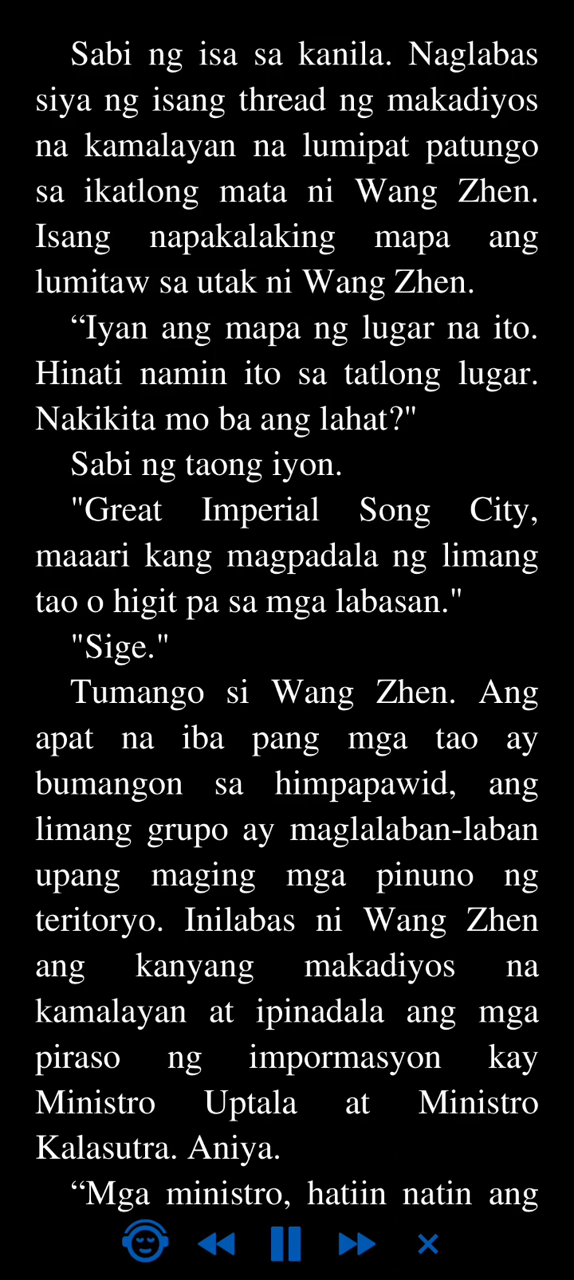 Sabi ng isa sa kanila. Naglabas
siya ng isang thread ng makadiyos
na kamalayan na lumipat patungo
sa ikatlong mata ni Wang Zhen.
Isang napakalaking mapa ang
lumitaw sa utak ni Wang Zhen.
“Iyan ang mapa ng lugar na ito.
Hinati namin ito sa tatlong lugar.
Nakikita mo ba ang lahat?"
Sabi ng taong iyon.
"Great Imperial Song City,
maaari kang magpadala ng limang
tao o higit pa sa mga labasan."
"Sige."
Tumango si Wang Zhen. Ang
apat na iba pang mga tao ay
bumangon sa himpapawid, ang
limang grupo ay maglalaban-laban
upang maging mga pinuno ng
teritoryo. Inilabas ni Wang Zhen
ang kanyang makadiyos na
kamalayan at ipinadala ang mga
piraso ng impormasyon kay
Ministro Uptala at Ministro
Kalasutra. Aniya.
“Mga ministro, hatiin natin ang